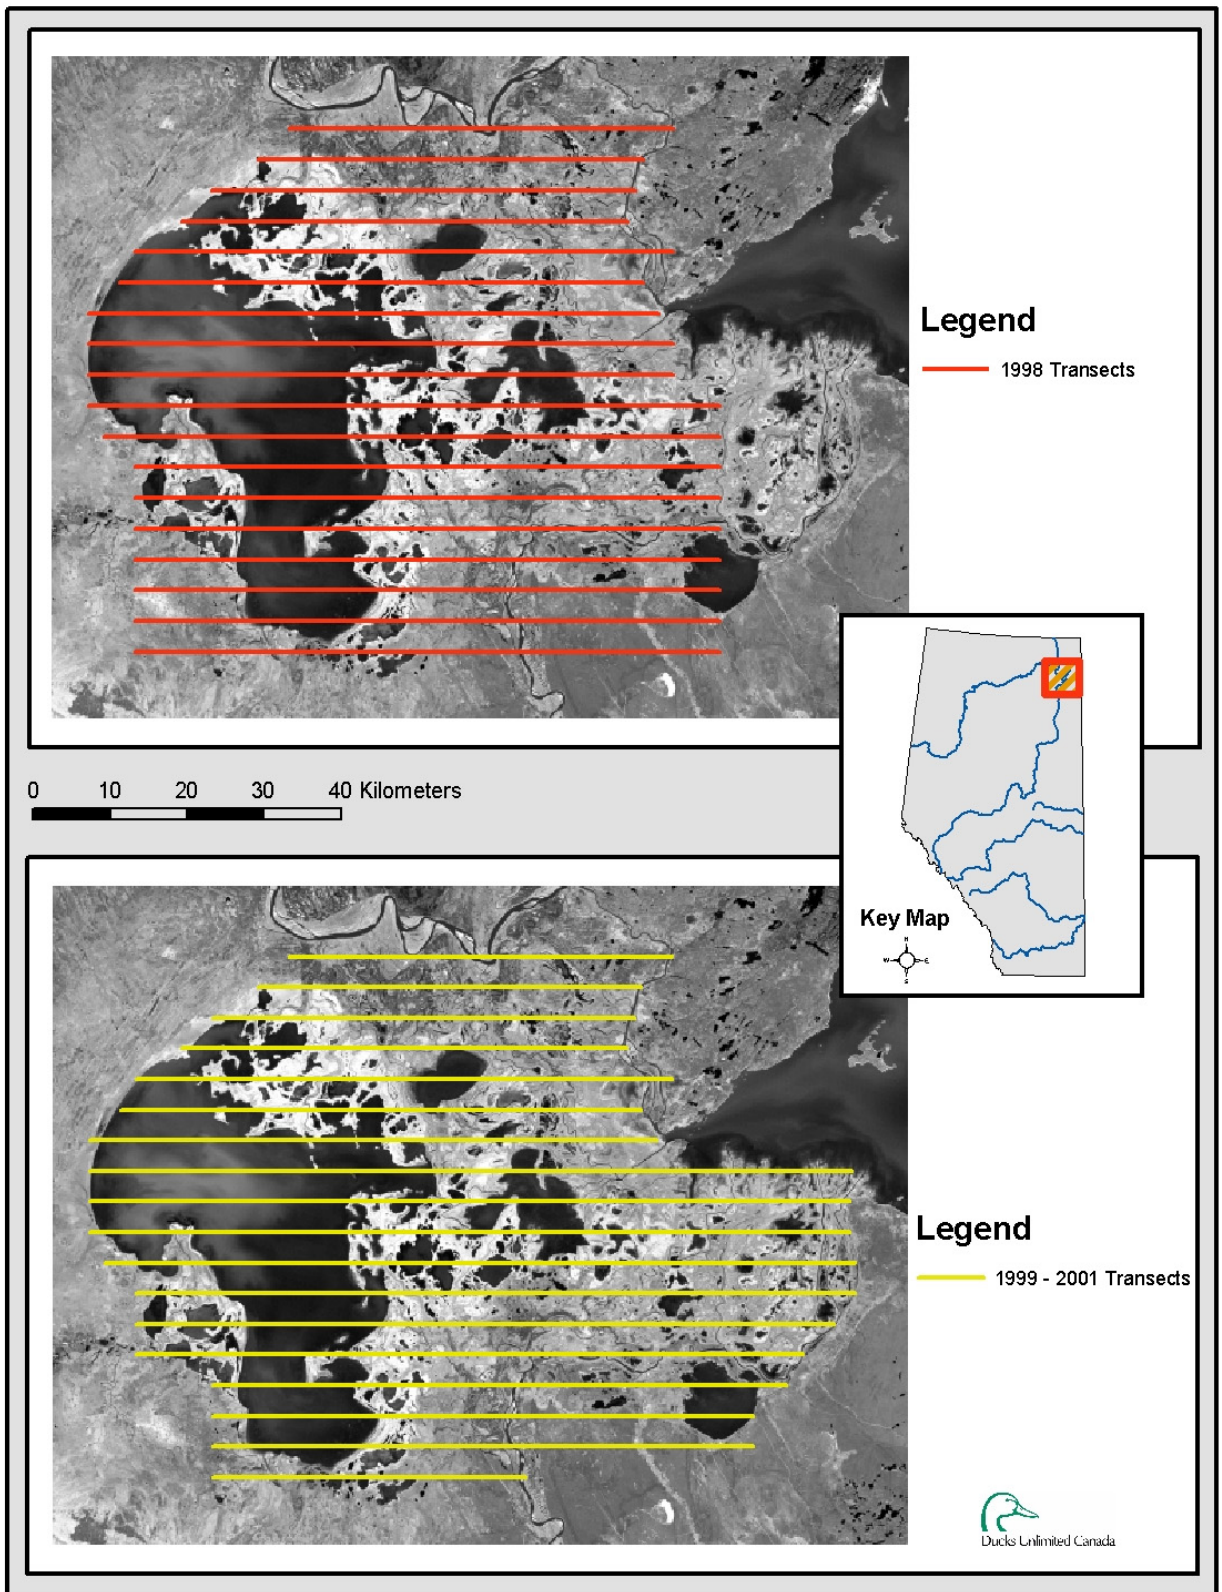 Legend
1998 Transects
0 10 20 30 40 Kilometers
Key Map
N
W E
S
Legend
1999 - 2001 Transects
Ducks Unlimited Canada